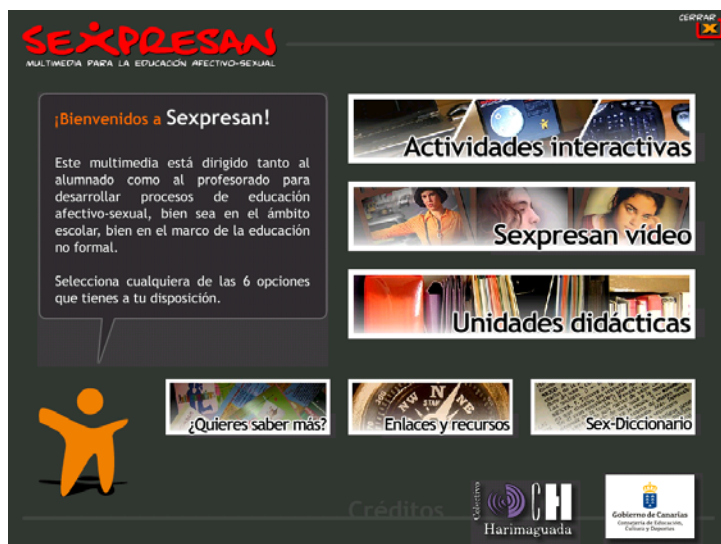 CERRAR
X
SEXPRESAN
MULTIMEDIA PARA LA EDUCACIÓN AFECTIVO-SEXUAL
¡Bienvenidos a Sexpresan!
Este multimedia está dirigido tanto al
alumnado como al profesorado para
desarrollar procesos de educación
afectivo-sexual, bien sea en el ámbito
escolar, bien en el marco de la educación
no formal.
Selecciona cualquiera de las 6 opciones
que tienes a tu disposición.
Actividades interactivas
Sexpresan vídeo
Unidades didácticas
¿Quieres saber más?
N
NW
NE
STAR
Enlaces y recursos
Sex-Diccionario
Créditos
Colectivo
CH
Harimaguada
Gobierno de Canarias
Consejería de Educación,
Cultura y Deportes